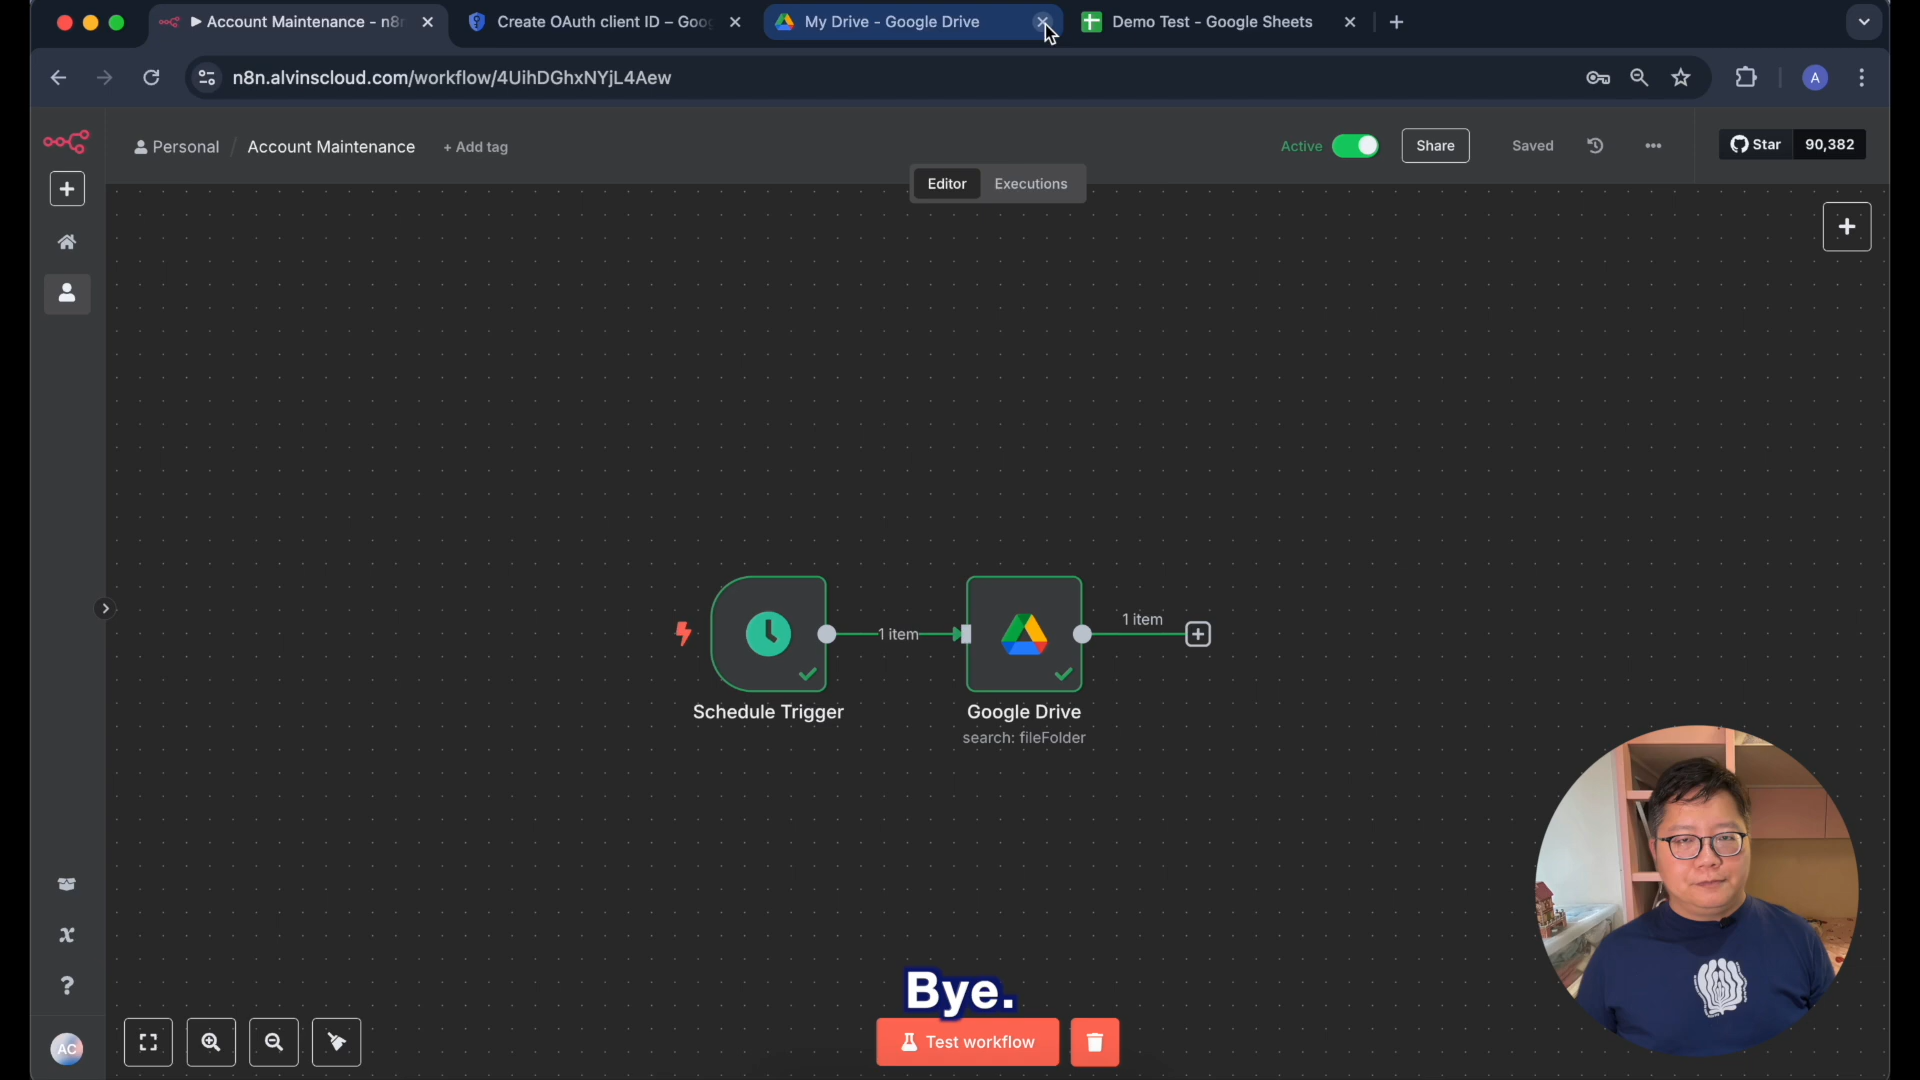 Account Maintenance - n8n
Create OAuth client ID – Goog
My Drive - Google Drive
Demo Test - Google Sheets
n8n.alvinscloud.com/workflow/4UihDGhxNYjL4Aew
A
Personal / Account Maintenance + Add tag
Active
Share
Saved
Star 90,382
Editor Executions
1 item
1 item
Schedule Trigger
Google Drive
search: fileFolder
Bye.
Test workflow
AC